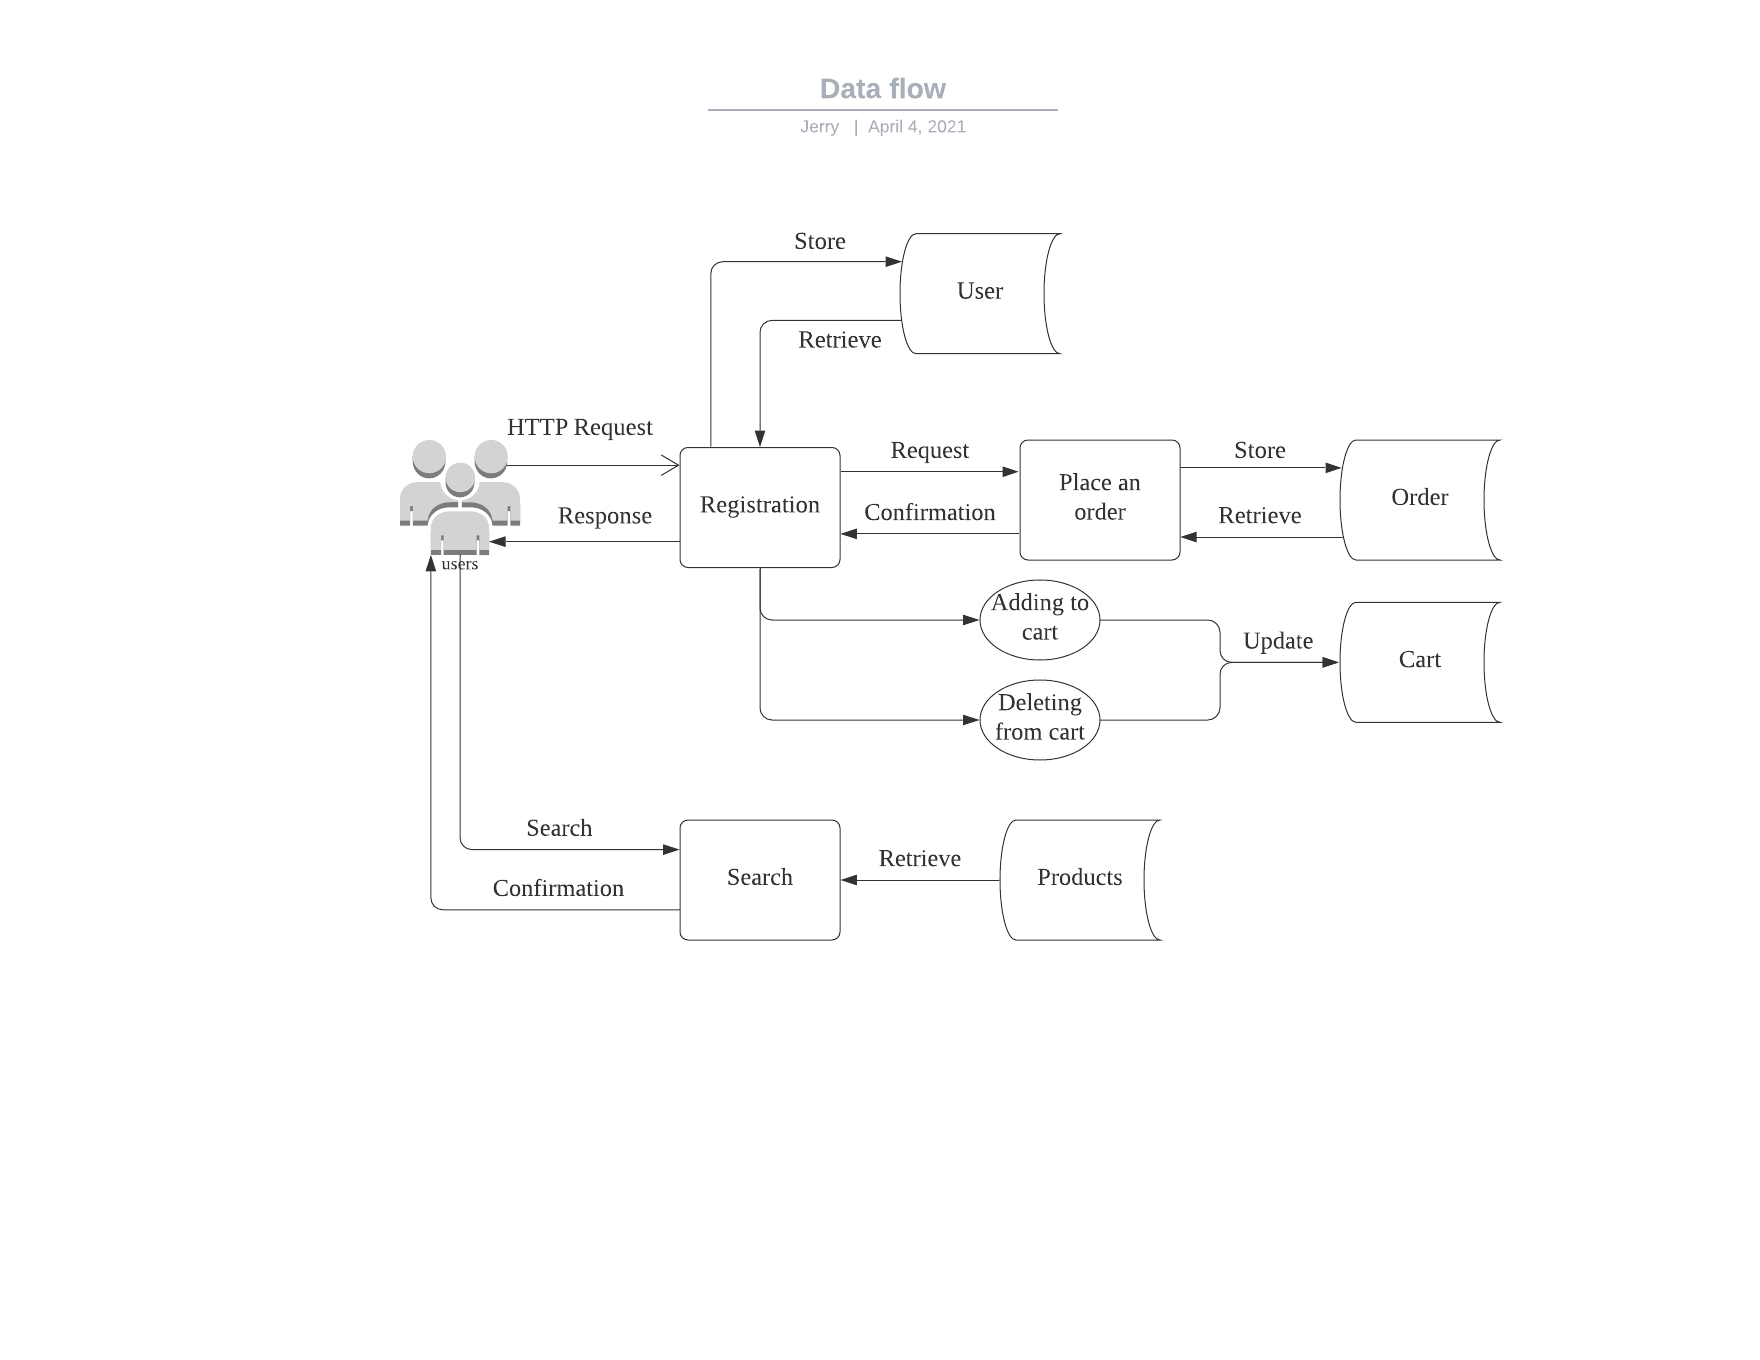 Data flow
Jerry | April 4, 2021
Store
User
Retrieve
HTTP Request
Response
users
Registration
Request
Confirmation
Place an
order
Store
Retrieve
Order
Adding to
cart
Deleting
from cart
Update
Cart
Search
Confirmation
Search
Retrieve
Products